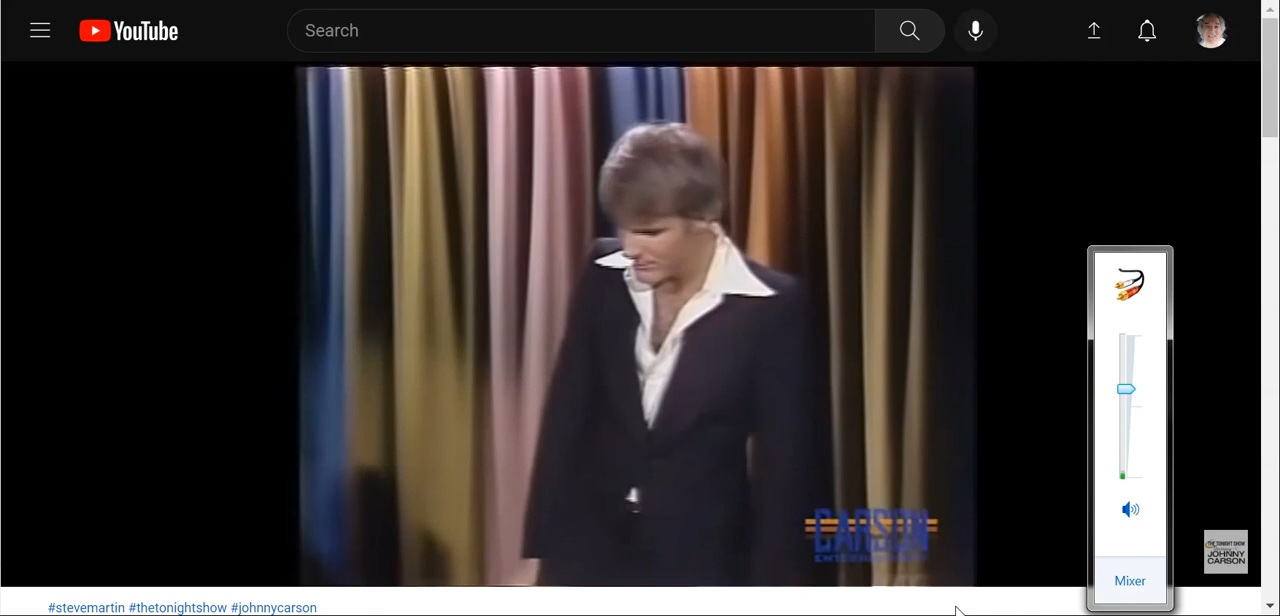 YouTube
Search
CARSON
THE TONIGHT SHOW
JOHNNY
CARSON
Mixer
#stevemartin #thetonightshow #johnnycarson